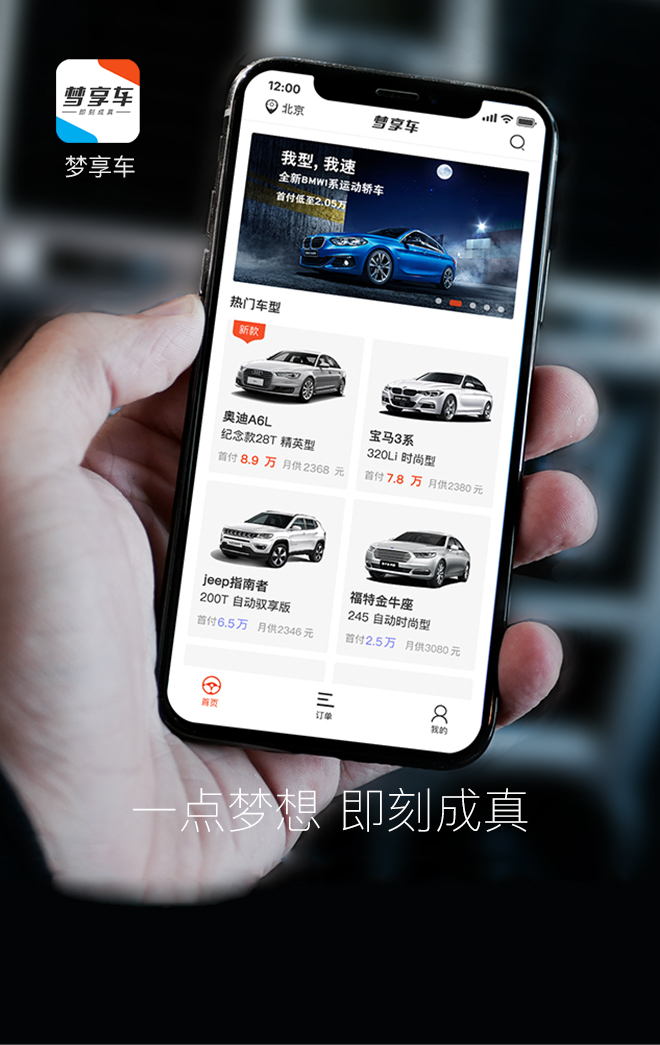 梦享车
即刻成真
梦享车
12:00
北京
梦享车
我型，我速
全新BMW1系运动轿车
首付低至2.05万
热门车型
新款
奥迪A6L
纪念款28T 精英型
首付 8.9 万 月供2368 元
宝马3系
320Li 时尚型
首付 7.8 万 月供2380 元
jeep指南者
200T 自动驭享版
首付6.5万 月供2346 元
福特金牛座
245 自动时尚型
首付2.5万 月供3080 元
首页
订单
我的
一点梦想 即刻成真